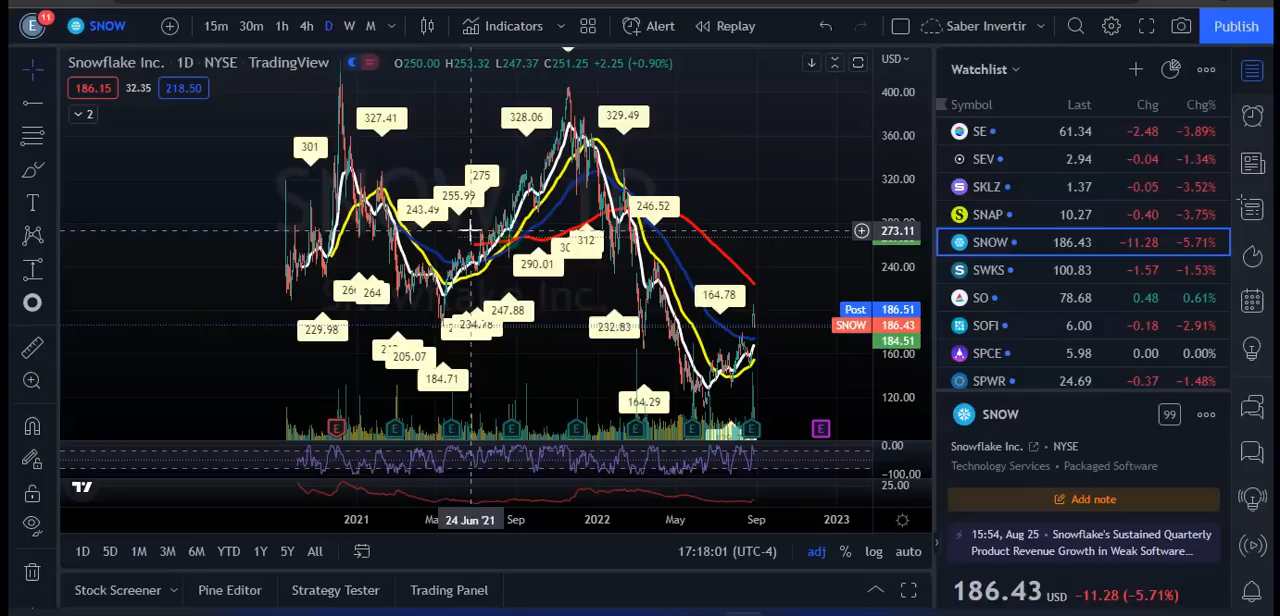 E 11 SNOW 15m 30m 1h 4h D W M Indicators Alert Replay Saber Invertir Publish
Snowflake Inc. · 1D · NYSE · TradingView O250.00 H253.32 L247.37 C251.25 +2.25 (+0.90%) USD
186.15 32.35 218.50
2
400.00
360.00
320.00
273.11
240.00
Post 186.51
SNOW 186.43
184.51
160.00
120.00
0.00
-100.00
25.00
327.41
301
328.06
329.49
275
255.99
243.49
246.52
312
290.01
264
164.78
247.88
229.98
232.83
205.07
184.71
164.29
E E E E E E E E E
2021 24 Jun '21 Sep 2022 May Sep 2023
1D 5D 1M 3M 6M YTD 1Y 5Y All 17:18:01 (UTC-4) adj % log auto
Stock Screener Pine Editor Strategy Tester Trading Panel
Watchlist
Symbol Last Chg Chg%
SE 61.34 −2.48 −3.89%
SEV 2.94 −0.04 −1.34%
SKLZ 1.37 −0.05 −3.52%
SNAP 10.27 −0.40 −3.75%
SNOW 186.43 −11.28 −5.71%
SWKS 100.83 −1.57 −1.53%
SO 78.68 0.48 0.61%
SOFI 6.00 −0.18 −2.91%
SPCE 5.98 0.00 0.00%
SPWR 24.69 −0.37 −1.48%
SNOW 99
Snowflake Inc. · NYSE
Technology Services · Packaged Software
Add note
15:54, Aug 25 · Snowflake's Sustained Quarterly
Product Revenue Growth in Weak Software...
186.43 USD −11.28 (−5.71%)